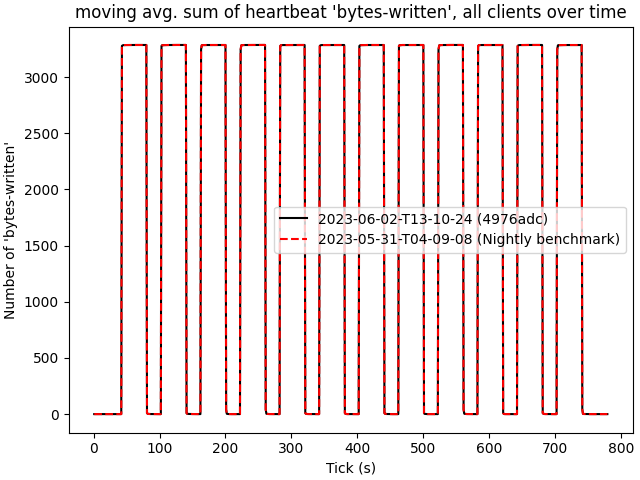 moving avg. sum of heartbeat 'bytes-written', all clients over time
Number of 'bytes-written'
3000
2500
2000
1500
1000
500
0
2023-06-02-T13-10-24 (4976adc)
2023-05-31-T04-09-08 (Nightly benchmark)
0 100 200 300 400 500 600 700 800
Tick (s)